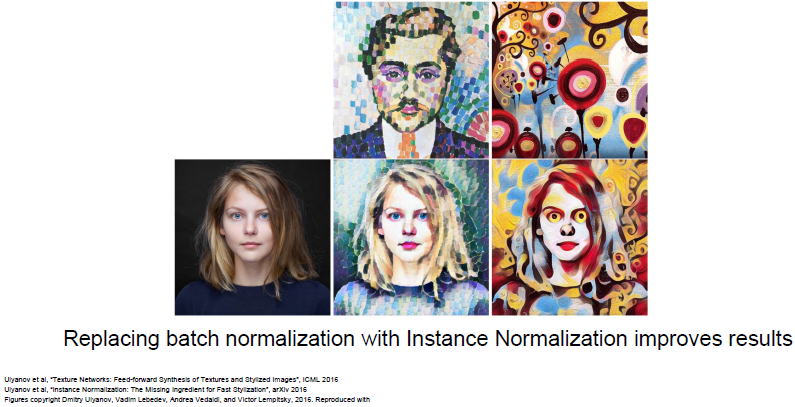 Replacing batch normalization with Instance Normalization improves results
Ulyanov et al, "Texture Networks: Feed-forward Synthesis of Textures and Stylized Images", ICML 2016
Ulyanov et al, "Instance Normalization: The Missing Ingredient for Fast Stylization", arXiv 2016
Figures copyright Dmitry Ulyanov, Vadim Lebedev, Andrea Vedaldi, and Victor Lempitsky, 2016. Reproduced with